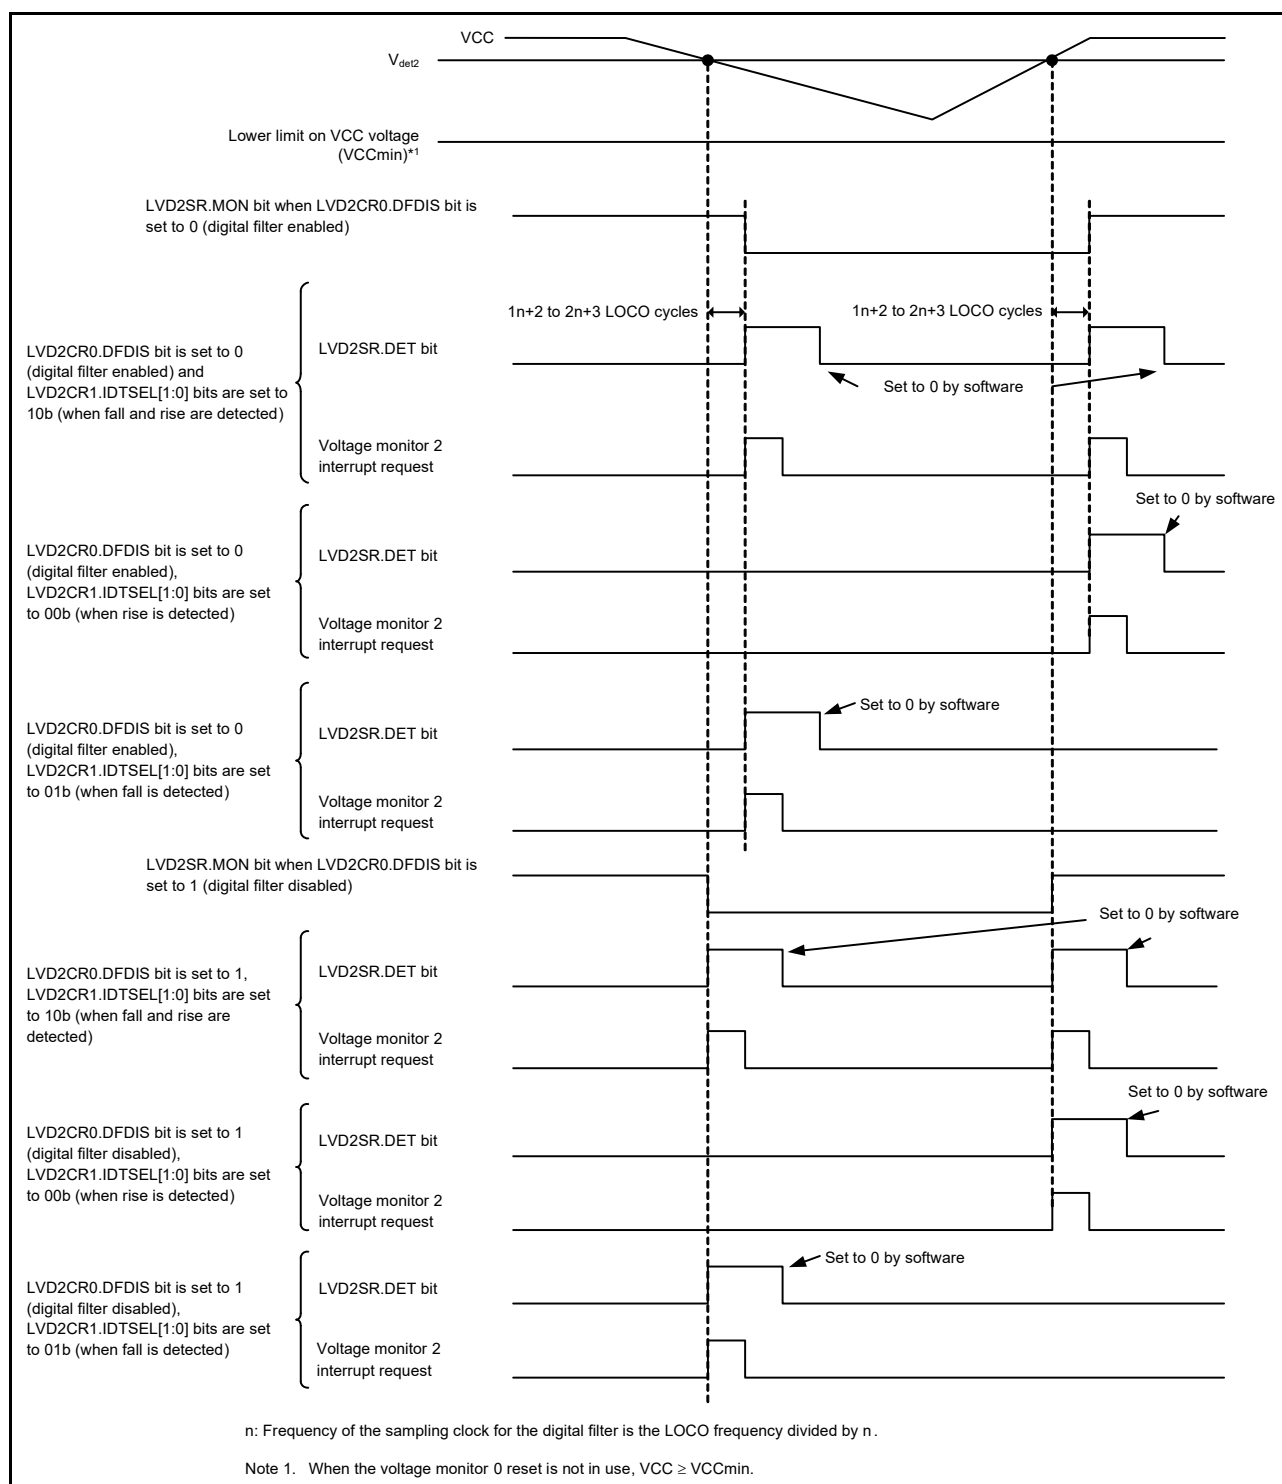 VCC
Vdet2
Lower limit on VCC voltage
(VCCmin)*1
LVD2SR.MON bit when LVD2CR0.DFDIS bit is
set to 0 (digital filter enabled)
1n+2 to 2n+3 LOCO cycles
1n+2 to 2n+3 LOCO cycles
LVD2CR0.DFDIS bit is set to 0
(digital filter enabled) and
LVD2CR1.IDTSEL[1:0] bits are set to
10b (when fall and rise are detected)
LVD2SR.DET bit
Set to 0 by software
Voltage monitor 2
interrupt request
Set to 0 by software
LVD2CR0.DFDIS bit is set to 0
(digital filter enabled),
LVD2CR1.IDTSEL[1:0] bits are set
to 00b (when rise is detected)
LVD2SR.DET bit
Voltage monitor 2
interrupt request
Set to 0 by software
LVD2CR0.DFDIS bit is set to 0
(digital filter enabled),
LVD2CR1.IDTSEL[1:0] bits are set
to 01b (when fall is detected)
LVD2SR.DET bit
Voltage monitor 2
interrupt request
LVD2SR.MON bit when LVD2CR0.DFDIS bit is
set to 1 (digital filter disabled)
Set to 0 by software
LVD2CR0.DFDIS bit is set to 1,
LVD2CR1.IDTSEL[1:0] bits are set
to 10b (when fall and rise are
detected)
LVD2SR.DET bit
Voltage monitor 2
interrupt request
Set to 0 by software
LVD2CR0.DFDIS bit is set to 1
(digital filter disabled),
LVD2CR1.IDTSEL[1:0] bits are set
to 00b (when rise is detected)
LVD2SR.DET bit
Voltage monitor 2
interrupt request
Set to 0 by software
LVD2CR0.DFDIS bit is set to 1
(digital filter disabled),
LVD2CR1.IDTSEL[1:0] bits are set
to 01b (when fall is detected)
LVD2SR.DET bit
Voltage monitor 2
interrupt request
n: Frequency of the sampling clock for the digital filter is the LOCO frequency divided by n.
Note 1. When the voltage monitor 0 reset is not in use, VCC ≥ VCCmin.